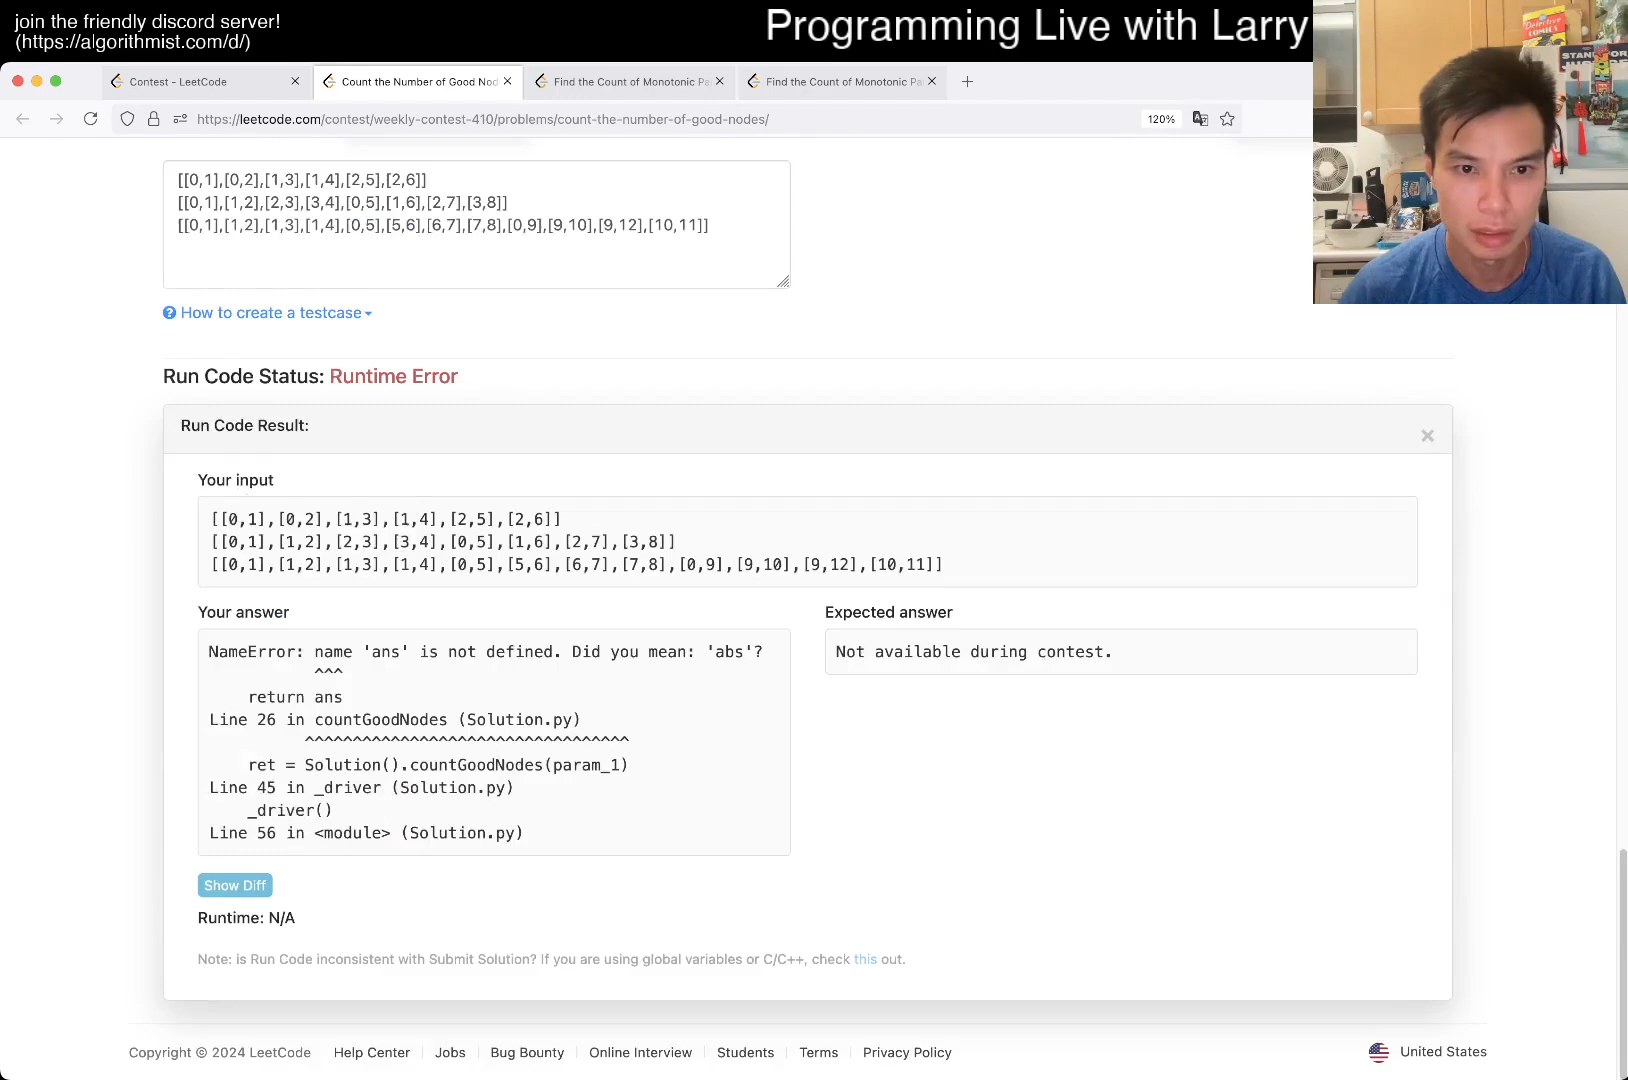 join the friendly discord server!
(https://algorithmist.com/d/)
Programming Live with Larry
Contest - LeetCode
Count the Number of Good Nod
Find the Count of Monotonic Pa
Find the Count of Monotonic Pa
https://leetcode.com/contest/weekly-contest-410/problems/count-the-number-of-good-nodes/
120%
[[0,1],[0,2],[1,3],[1,4],[2,5],[2,6]]
[[0,1],[1,2],[2,3],[3,4],[0,5],[1,6],[2,7],[3,8]]
[[0,1],[1,2],[1,3],[1,4],[0,5],[5,6],[6,7],[7,8],[0,9],[9,10],[9,12],[10,11]]
How to create a testcase
Run Code Status: Runtime Error
Run Code Result:
Your input
[[0,1],[0,2],[1,3],[1,4],[2,5],[2,6]]
[[0,1],[1,2],[2,3],[3,4],[0,5],[1,6],[2,7],[3,8]]
[[0,1],[1,2],[1,3],[1,4],[0,5],[5,6],[6,7],[7,8],[0,9],[9,10],[9,12],[10,11]]
Your answer
NameError: name 'ans' is not defined. Did you mean: 'abs'?
^^^
return ans
Line 26 in countGoodNodes (Solution.py)
^^^^^^^^^^^^^^^^^^^^^^^^^^^^^^^^^^
ret = Solution().countGoodNodes(param_1)
Line 45 in _driver (Solution.py)
_driver()
Line 56 in <module> (Solution.py)
Expected answer
Not available during contest.
Show Diff
Runtime: N/A
Note: is Run Code inconsistent with Submit Solution? If you are using global variables or C/C++, check this out.
Copyright © 2024 LeetCode
Help Center
Jobs
Bug Bounty
Online Interview
Students
Terms
Privacy Policy
United States